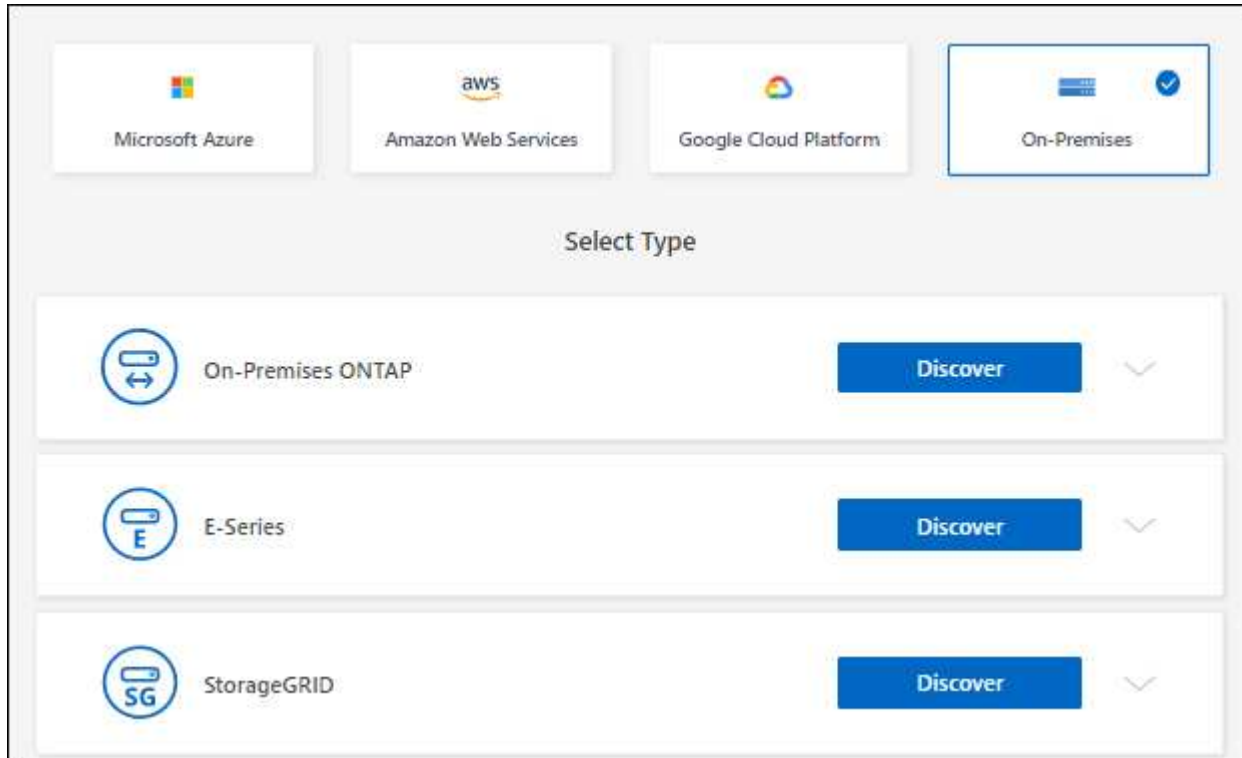 aws
Microsoft Azure
Amazon Web Services
Google Cloud Platform
On-Premises
Select Type
On-Premises ONTAP
Discover
E
E-Series
Discover
SG
StorageGRID
Discover